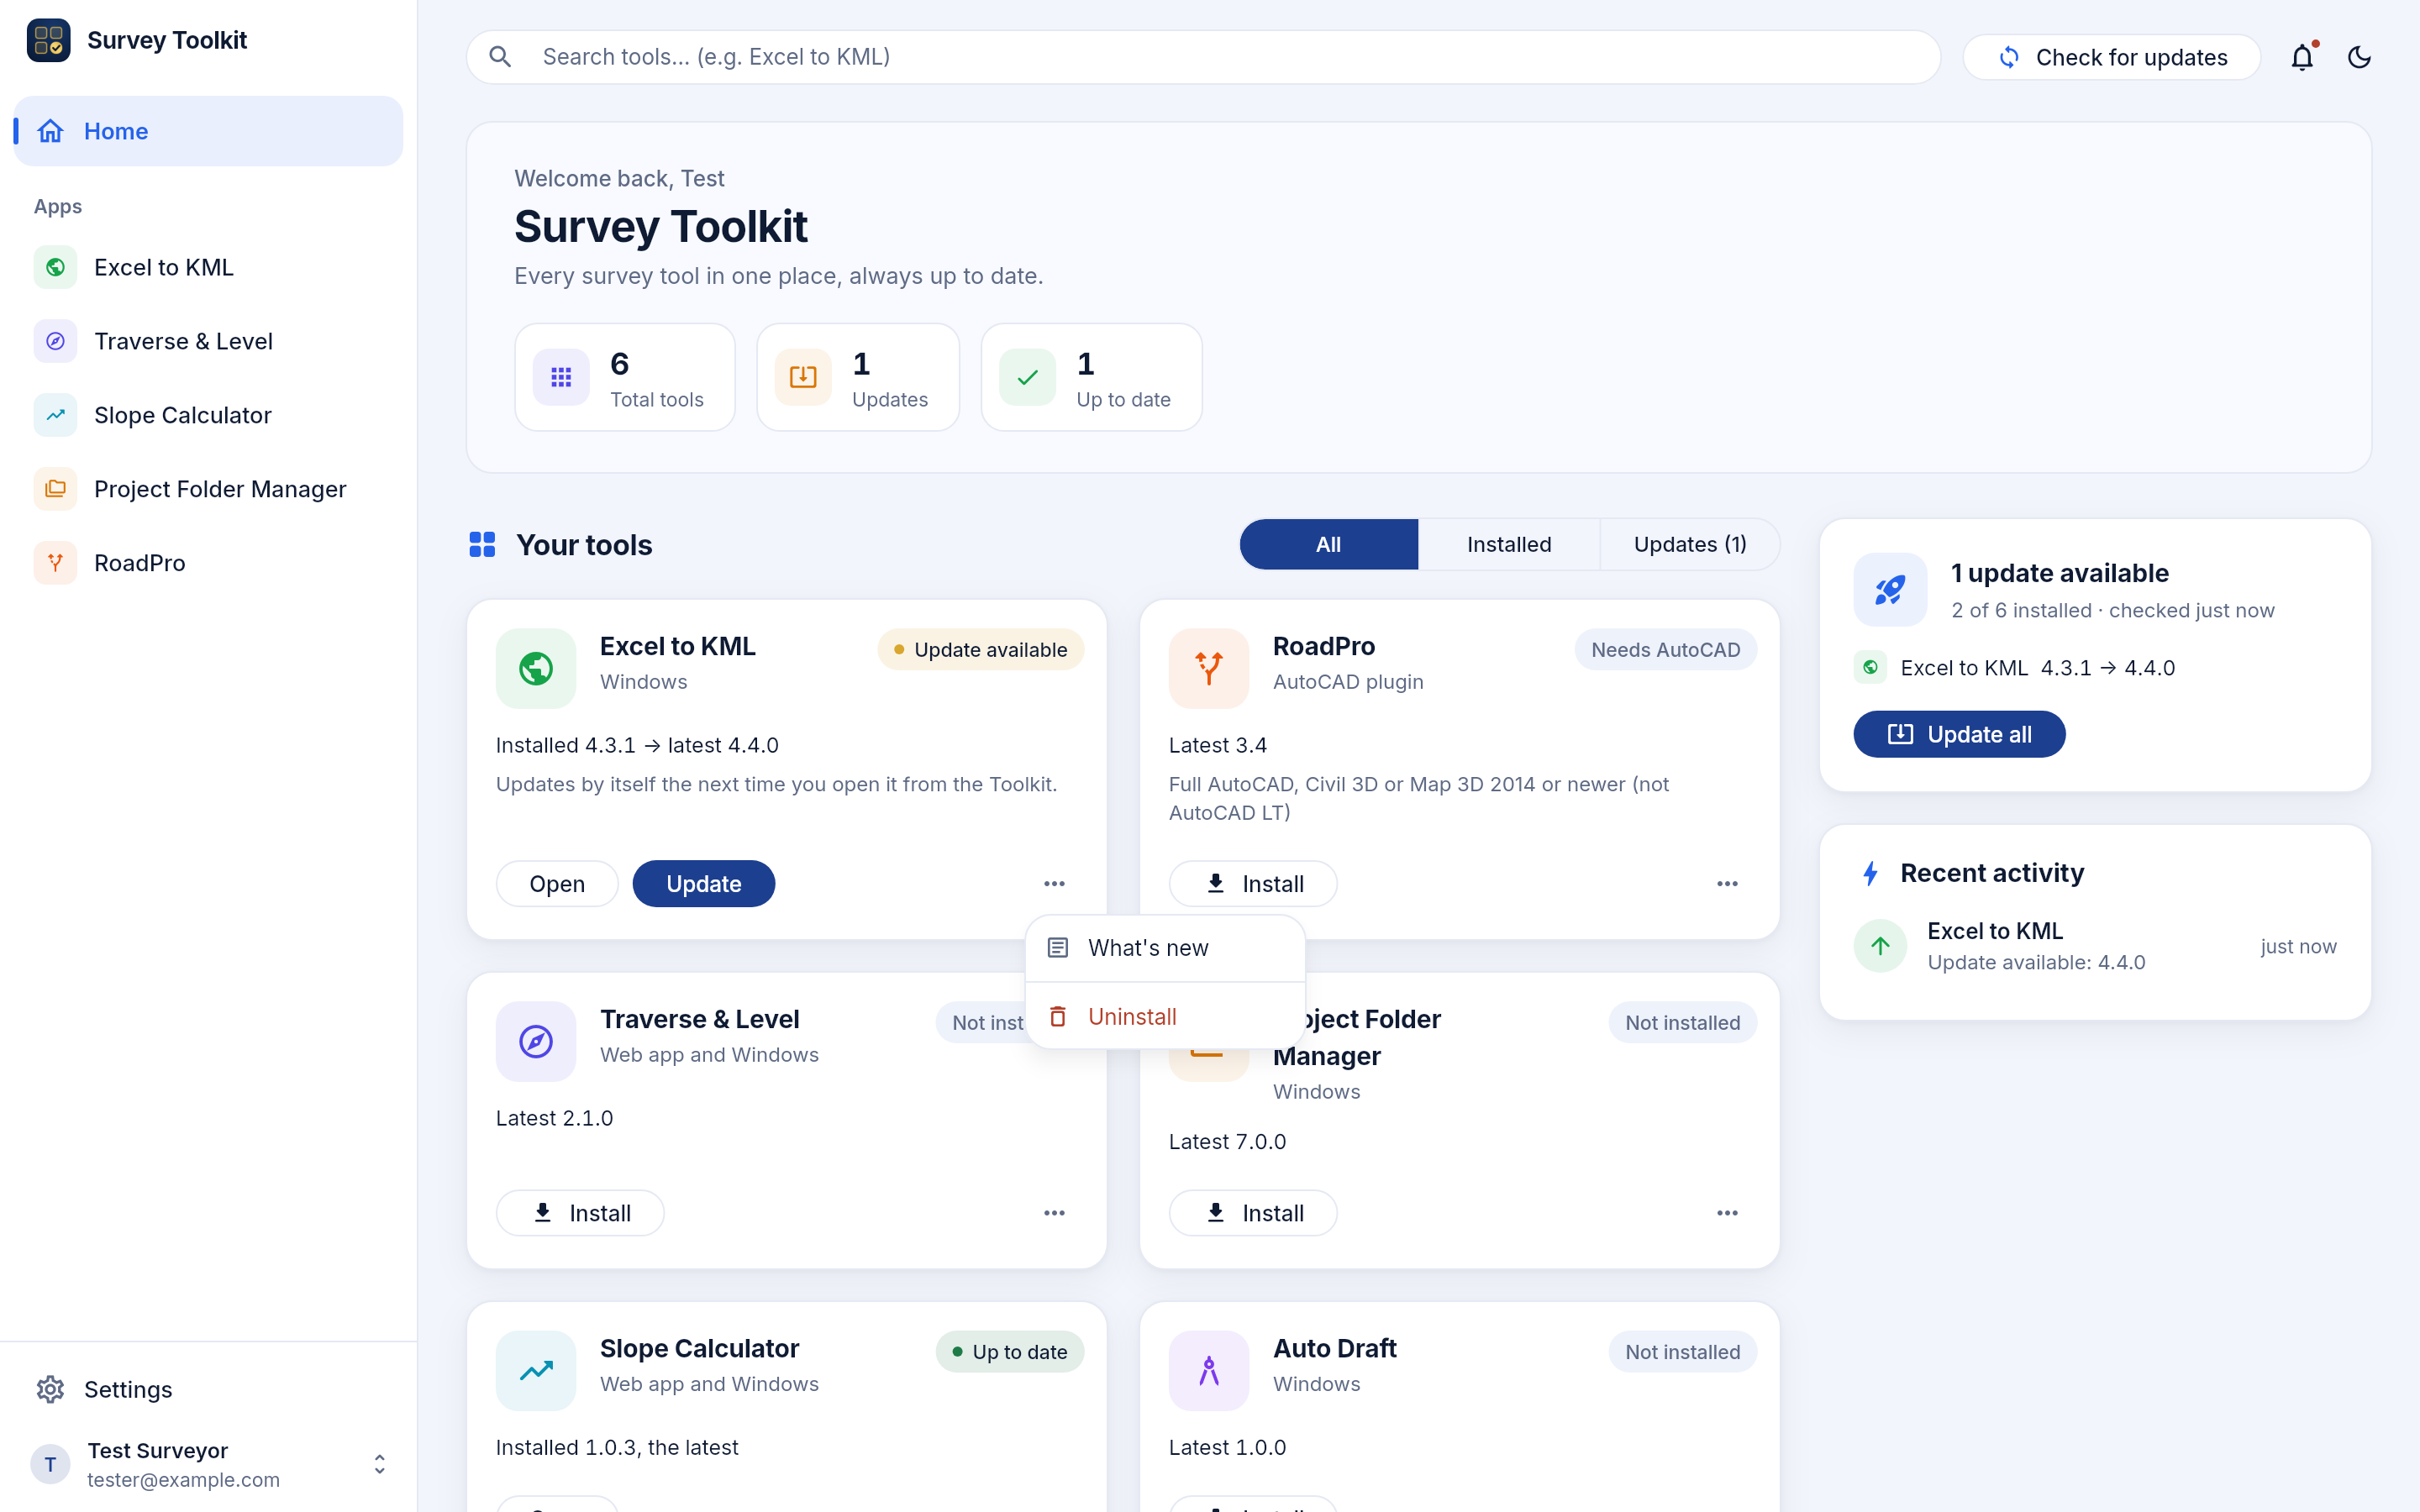 Survey Toolkit
Home
Apps
Excel to KML
Traverse & Level
Slope Calculator
Project Folder Manager
RoadPro
Settings
T
Test Surveyor
tester@example.com
Search tools... (e.g. Excel to KML)
Check for updates
Welcome back, Test
Survey Toolkit
Every survey tool in one place, always up to date.
6
Total tools
1
Updates
1
Up to date
Your tools
All
Installed
Updates (1)
Excel to KML
Windows
Update available
Installed 4.3.1 → latest 4.4.0
Updates by itself the next time you open it from the Toolkit.
Open
Update
RoadPro
AutoCAD plugin
Needs AutoCAD
Latest 3.4
Full AutoCAD, Civil 3D or Map 3D 2014 or newer (not
AutoCAD LT)
Install
What's new
Uninstall
Traverse & Level
Web app and Windows
Not inst
Latest 2.1.0
Install
oject Folder
Manager
Windows
Not installed
Latest 7.0.0
Install
Slope Calculator
Web app and Windows
Up to date
Installed 1.0.3, the latest
Auto Draft
Windows
Not installed
Latest 1.0.0
1 update available
2 of 6 installed · checked just now
Excel to KML 4.3.1 → 4.4.0
Update all
Recent activity
Excel to KML
Update available: 4.4.0
just now